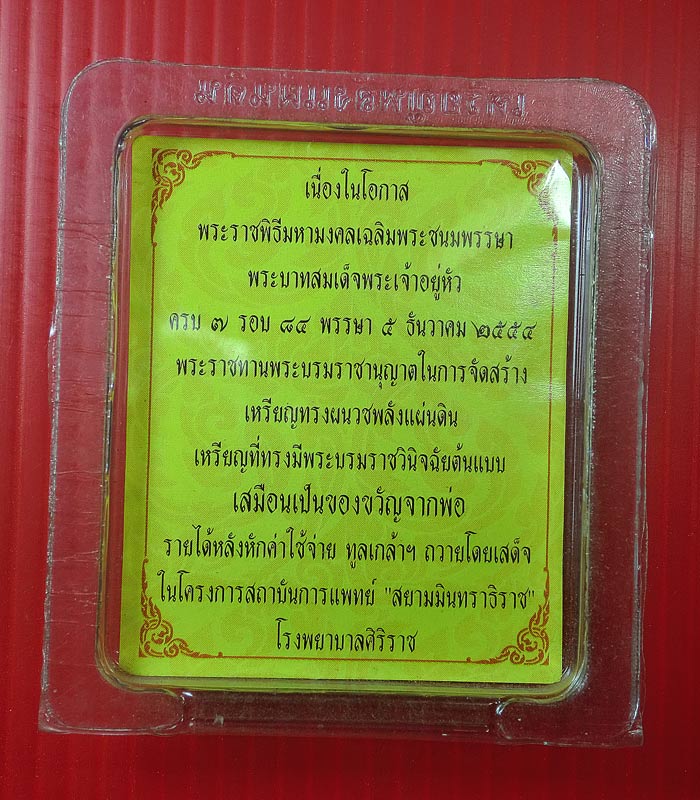 เหรียญพลังแผ่นดิน
เนื่องในโอกาส
พระราชพิธีมหามงคลเฉลิมพระชนมพรรษา
พระบาทสมเด็จพระเจ้าอยู่หัว
ครบ ๗ รอบ ๘๔ พรรษา ๕ ธันวาคม ๒๕๕๔
พระราชทานพระบรมราชานุญาตในการจัดสร้าง
เหรียญทรงผนวชพลังแผ่นดิน
เหรียญที่ทรงมีพระบรมราชวินิจฉัยต้นแบบ
เสมือนเป็นของขวัญจากพ่อ
รายได้หลังหักค่าใช้จ่าย ทูลเกล้าฯ ถวายโดยเสด็จ
ในโครงการสถาบันการแพทย์ "สยามมินทราธิราช"
โรงพยาบาลศิริราช